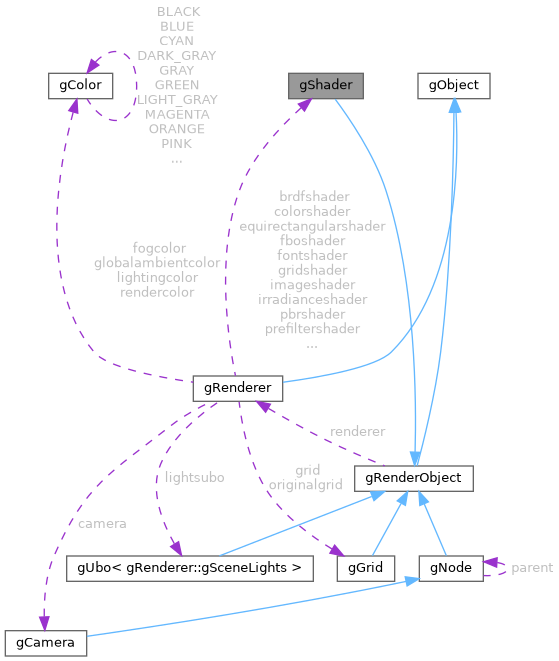 BLACK
BLUE
CYAN
DARK_GRAY
GRAY
GREEN
LIGHT_GRAY
MAGENTA
ORANGE
PINK
...
gColor
gShader
gObject
brdfshader
colorshader
equirectangularshader
fboshader
fontshader
gridshader
imageshader
irradianceshader
pbrshader
prefiltershader
...
fogcolor
globalambientcolor
lightingcolor
rendercolor
gRenderer
renderer
gRenderObject
grid
originalgrid
lightsubo
camera
gUbo< gRenderer::gSceneLights >
gGrid
gNode
parent
gCamera